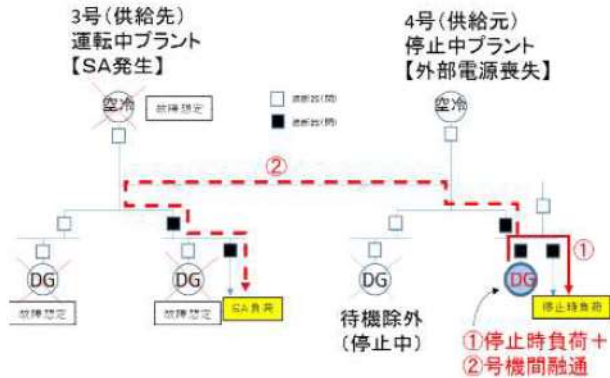 3号(供給先)
運転中プラント
【SA発生】
4号(供給元)
停止中プラント
【外部電源喪失】
空冷
故障想定
遮断器(開)
遮断器(閉)
空冷
②
①
DG
DG
DG
DG
故障想定
故障想定
SA負荷
待機除外
(停止中)
停止時負荷
①停止時負荷+
②号機間融通